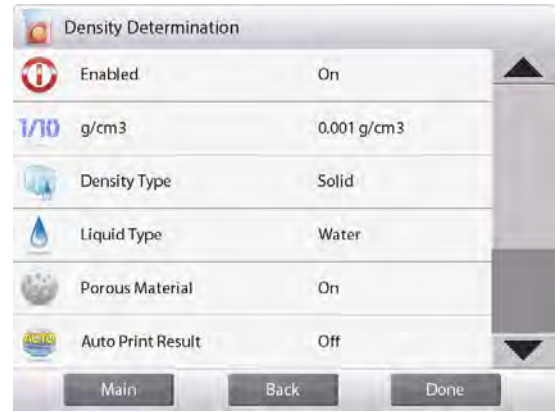 Density Determination
Enabled On
1/10 g/cm3 0.001 g/cm3
Density Type Solid
Liquid Type Water
Porous Material On
AUTO Auto Print Result Off
Main Back Done